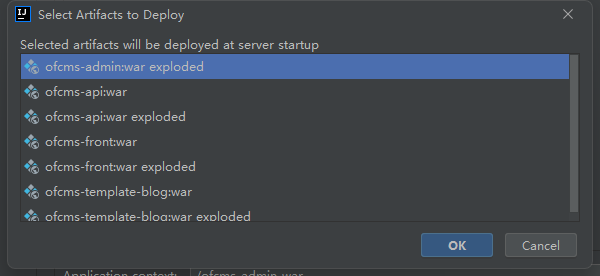 Select Artifacts to Deploy
Selected artifacts will be deployed at server startup
ofcms-admin:war exploded
ofcms-api:war
ofcms-api:war exploded
ofcms-front:war
ofcms-front:war exploded
ofcms-template-blog:war
ofcms-template-blog:war exploded
OK Cancel
Application context: /ofcms-admin-war